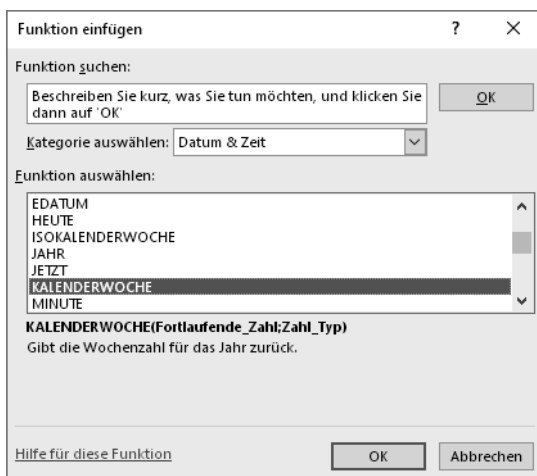 Funktion einfügen ? ×
Funktion suchen:
Beschreiben Sie kurz, was Sie tun möchten, und klicken Sie
dann auf 'OK'
OK
Kategorie auswählen: Datum & Zeit
Funktion auswählen:
EDATUM
HEUTE
ISOKALENDERWOCHE
JAHR
JETZT
KALENDERWOCHE
MINUTE
KALENDERWOCHE(Fortlaufende_Zahl;Zahl_Typ)
Gibt die Wochenzahl für das Jahr zurück.
Hilfe für diese Funktion
OK
Abbrechen